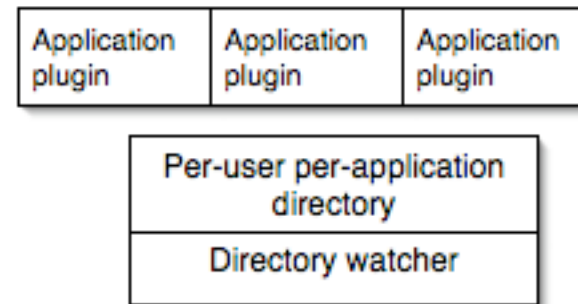 Application Application Application
plugin plugin plugin
Per-user per-application
directory
Directory watcher